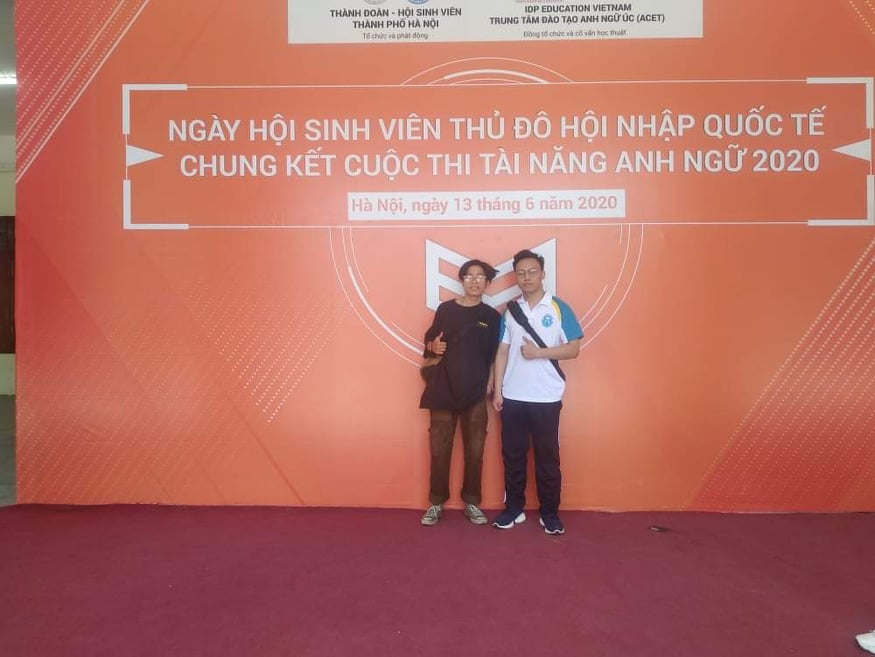 THÀNH ĐOÀN - HỘI SINH VIÊN
THÀNH PHỐ HÀ NỘI
Tổ chức và phát động
IDP EDUCATION VIETNAM
TRUNG TÂM ĐÀO TẠO ANH NGỮ ÚC (ACET)
Đồng tổ chức và cố vấn học thuật
NGÀY HỘI SINH VIÊN THỦ ĐÔ HỘI NHẬP QUỐC TẾ
CHUNG KẾT CUỘC THI TÀI NĂNG ANH NGỮ 2020
Hà Nội, ngày 13 tháng 6 năm 2020